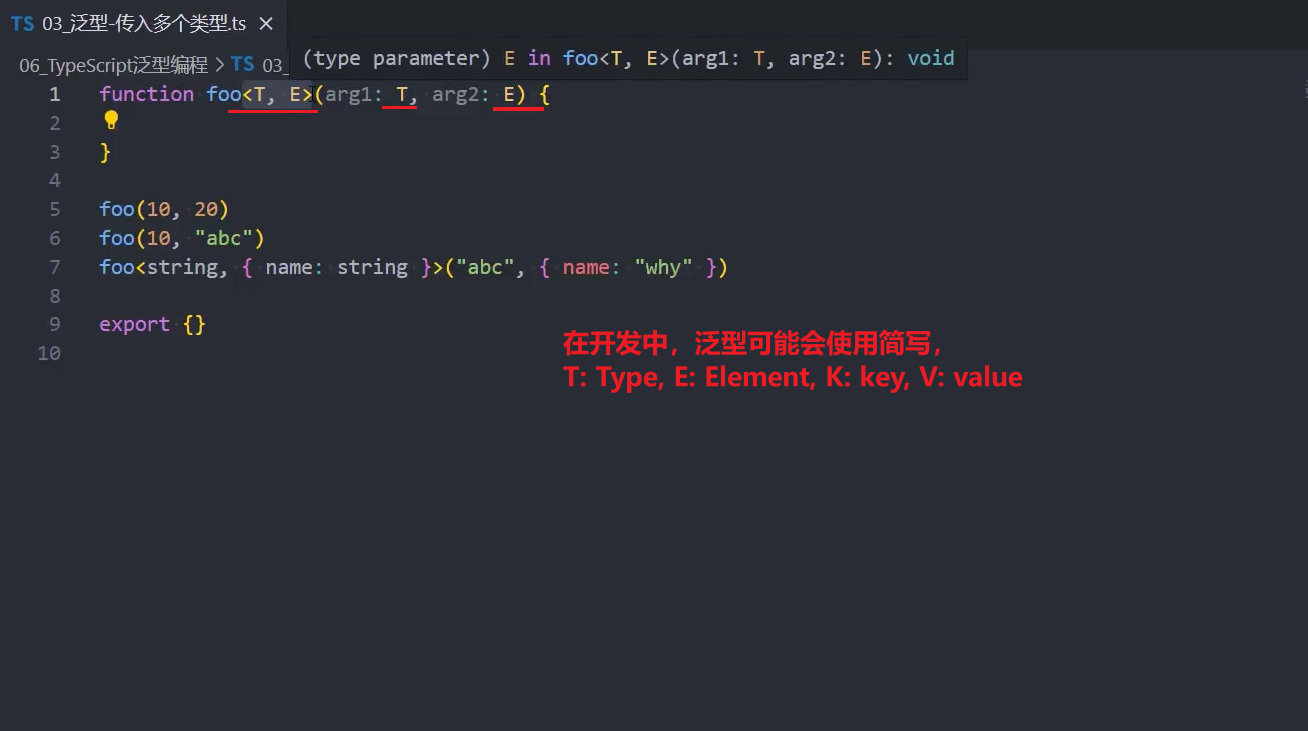 TS 03_泛型-传入多个类型.ts ×
06_TypeScript泛型编程 > TS 03_
(type parameter) E in foo<T, E>(arg1: T, arg2: E): void
1 function foo<T, E>(arg1: T, arg2: E) {
2
3 }
4
5 foo(10, 20)
6 foo(10, "abc")
7 foo<string, { name: string }>("abc", { name: "why" })
8
9 export {}
10
在开发中，泛型可能会使用简写，
T: Type, E: Element, K: key, V: value